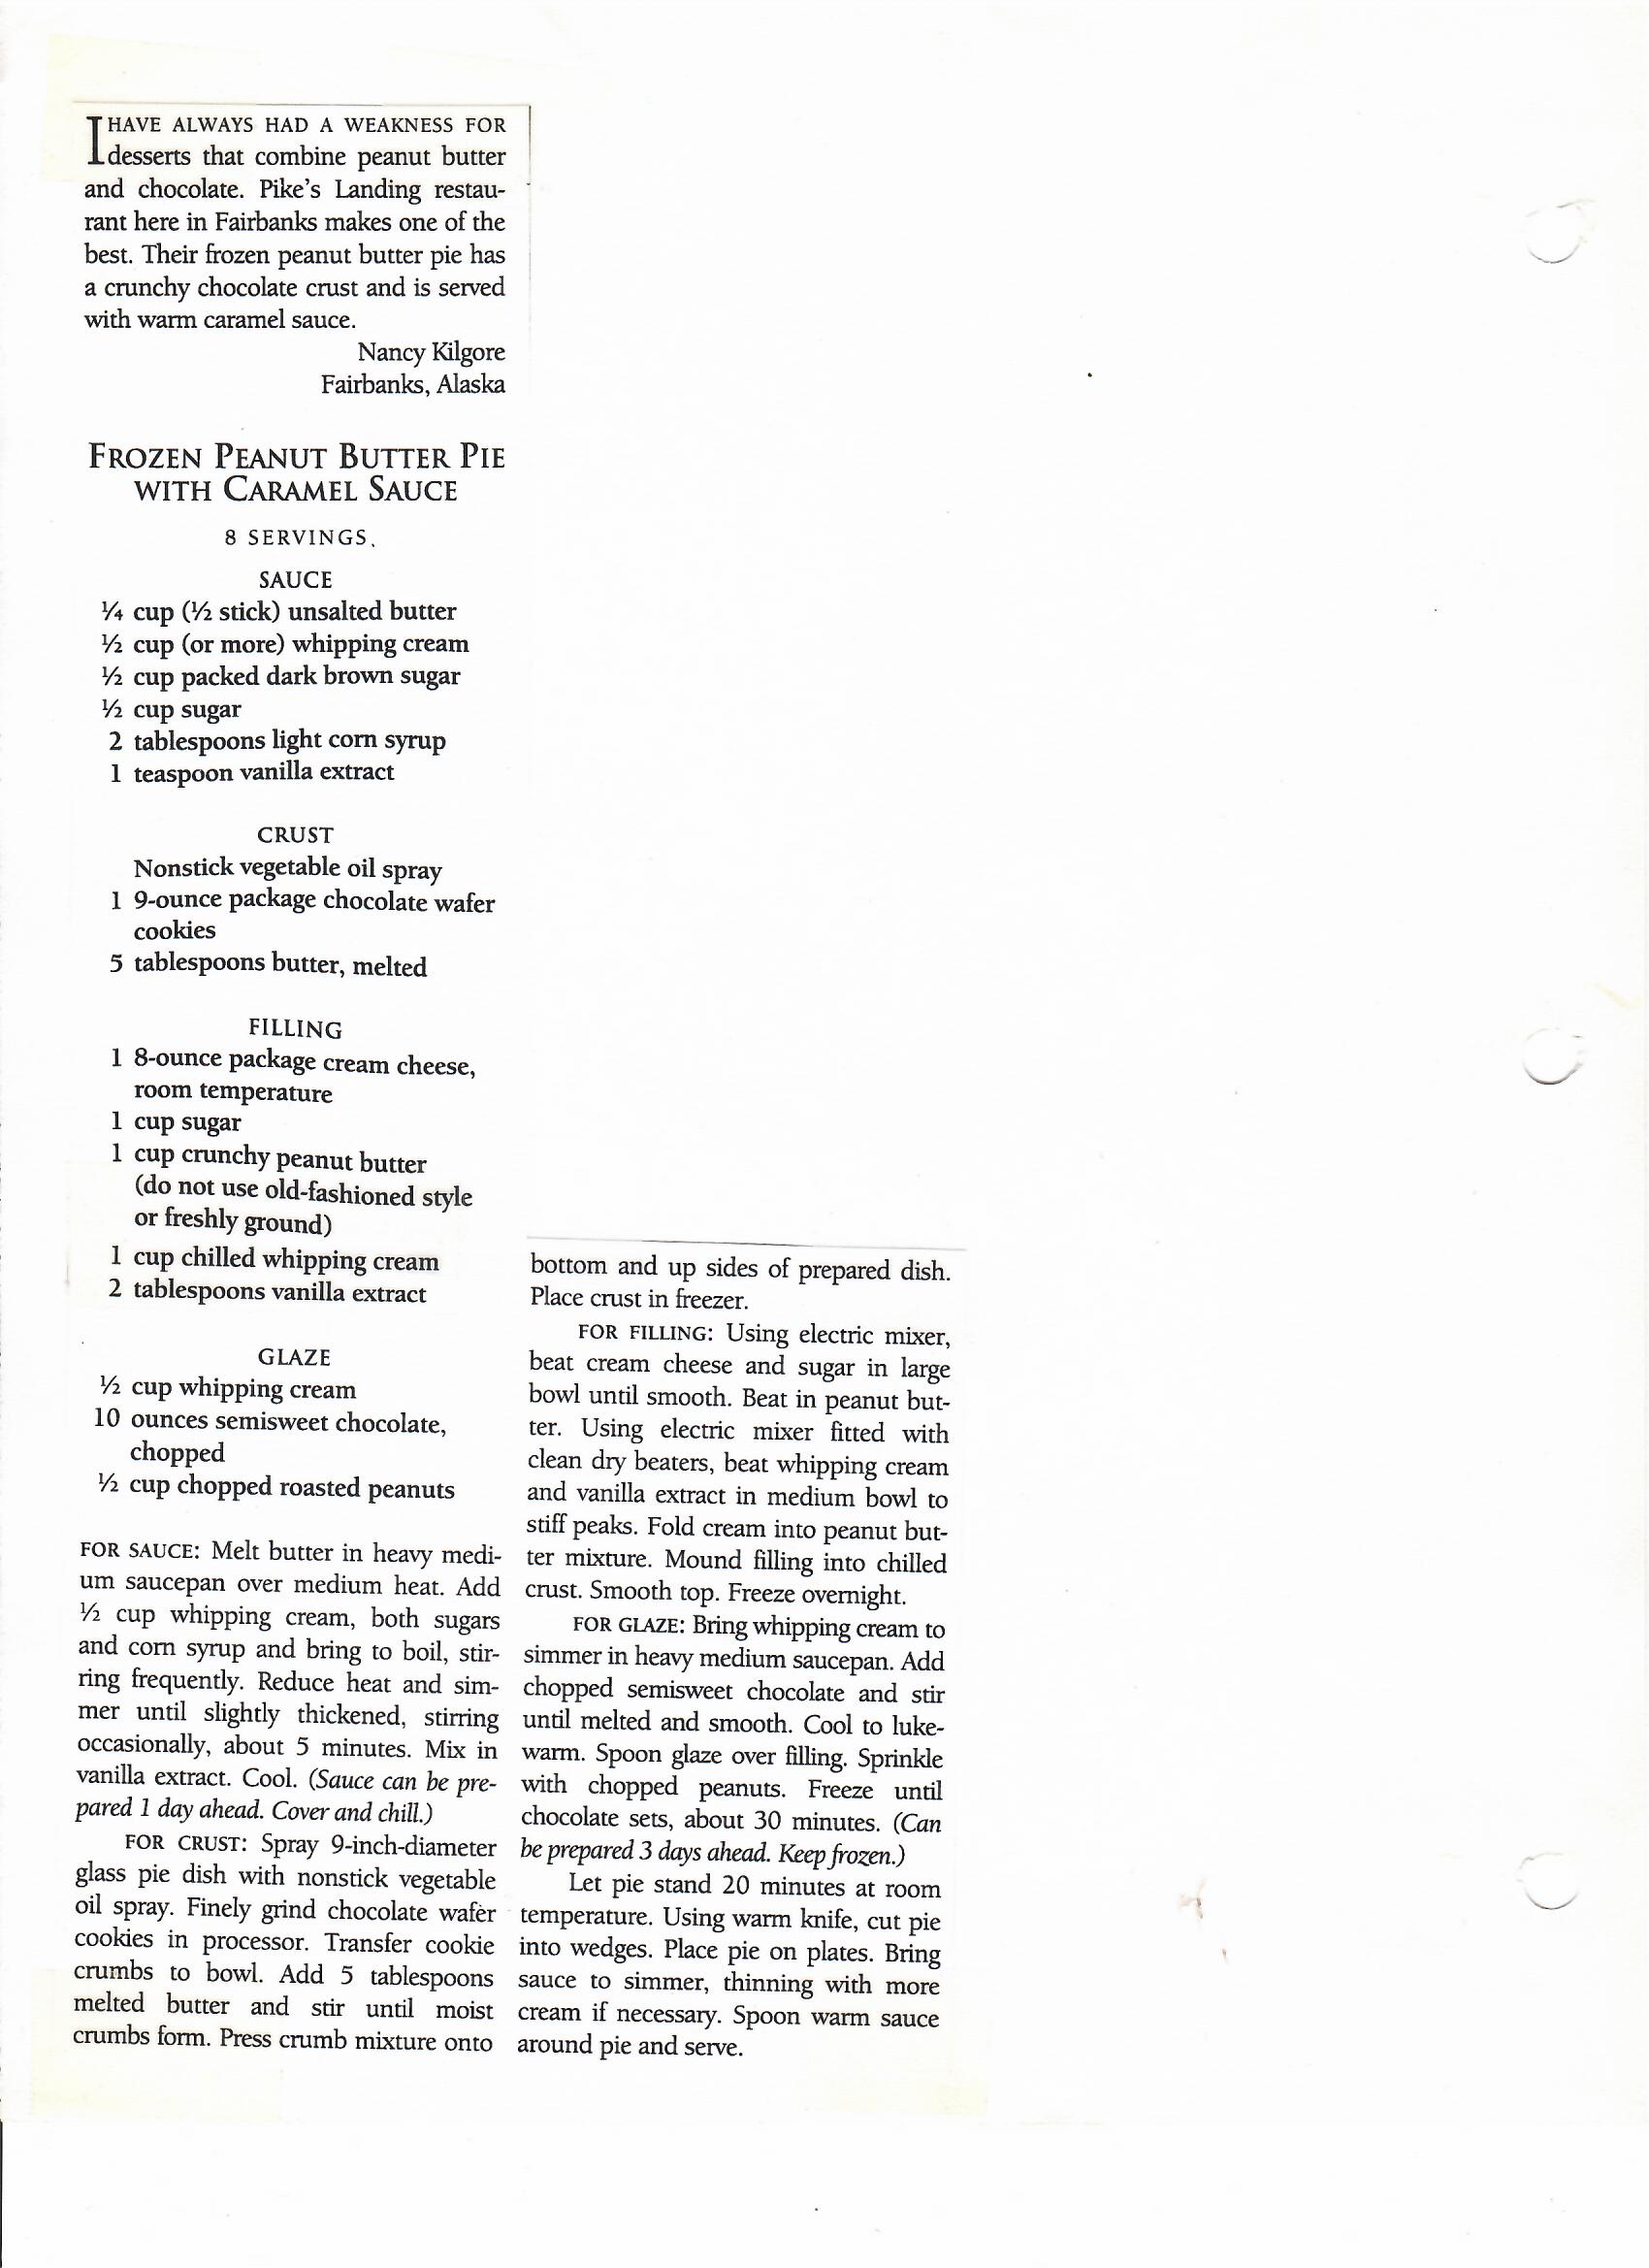 I HAVE ALWAYS HAD A WEAKNESS FOR
desserts that combine peanut butter
and chocolate. Pike's Landing restau-
rant here in Fairbanks makes one of the
best. Their frozen peanut butter pie has
a crunchy chocolate crust and is served
with warm caramel sauce.
Nancy Kilgore
Fairbanks, Alaska
FROZEN PEANUT BUTTER PIE
WITH CARAMEL SAUCE
8 SERVINGS.
SAUCE
¼ cup (½ stick) unsalted butter
½ cup (or more) whipping cream
½ cup packed dark brown sugar
½ cup sugar
2 tablespoons light corn syrup
1 teaspoon vanilla extract
CRUST
Nonstick vegetable oil spray
1 9-ounce package chocolate wafer
cookies
5 tablespoons butter, melted
FILLING
1 8-ounce package cream cheese,
room temperature
1 cup sugar
1 cup crunchy peanut butter
(do not use old-fashioned style
or freshly ground)
1 cup chilled whipping cream
2 tablespoons vanilla extract
GLAZE
½ cup whipping cream
10 ounces semisweet chocolate,
chopped
½ cup chopped roasted peanuts
FOR SAUCE: Melt butter in heavy medi-
um saucepan over medium heat. Add
½ cup whipping cream, both sugars
and corn syrup and bring to boil, stir-
ring frequently. Reduce heat and sim-
mer until slightly thickened, stirring
occasionally, about 5 minutes. Mix in
vanilla extract. Cool. (Sauce can be pre-
pared 1 day ahead. Cover and chill.)
FOR CRUST: Spray 9-inch-diameter
glass pie dish with nonstick vegetable
oil spray. Finely grind chocolate wafer
cookies in processor. Transfer cookie
crumbs to bowl. Add 5 tablespoons
melted butter and stir until moist
crumbs form. Press crumb mixture onto
bottom and up sides of prepared dish.
Place crust in freezer.
FOR FILLING: Using electric mixer,
beat cream cheese and sugar in large
bowl until smooth. Beat in peanut but-
ter. Using electric mixer fitted with
clean dry beaters, beat whipping cream
and vanilla extract in medium bowl to
stiff peaks. Fold cream into peanut but-
ter mixture. Mound filling into chilled
crust. Smooth top. Freeze overnight.
FOR GLAZE: Bring whipping cream to
simmer in heavy medium saucepan. Add
chopped semisweet chocolate and stir
until melted and smooth. Cool to luke-
warm. Spoon glaze over filling. Sprinkle
with chopped peanuts. Freeze until
chocolate sets, about 30 minutes. (Can
be prepared 3 days ahead. Keep frozen.)
Let pie stand 20 minutes at room
temperature. Using warm knife, cut pie
into wedges. Place pie on plates. Bring
sauce to simmer, thinning with more
cream if necessary. Spoon warm sauce
around pie and serve.